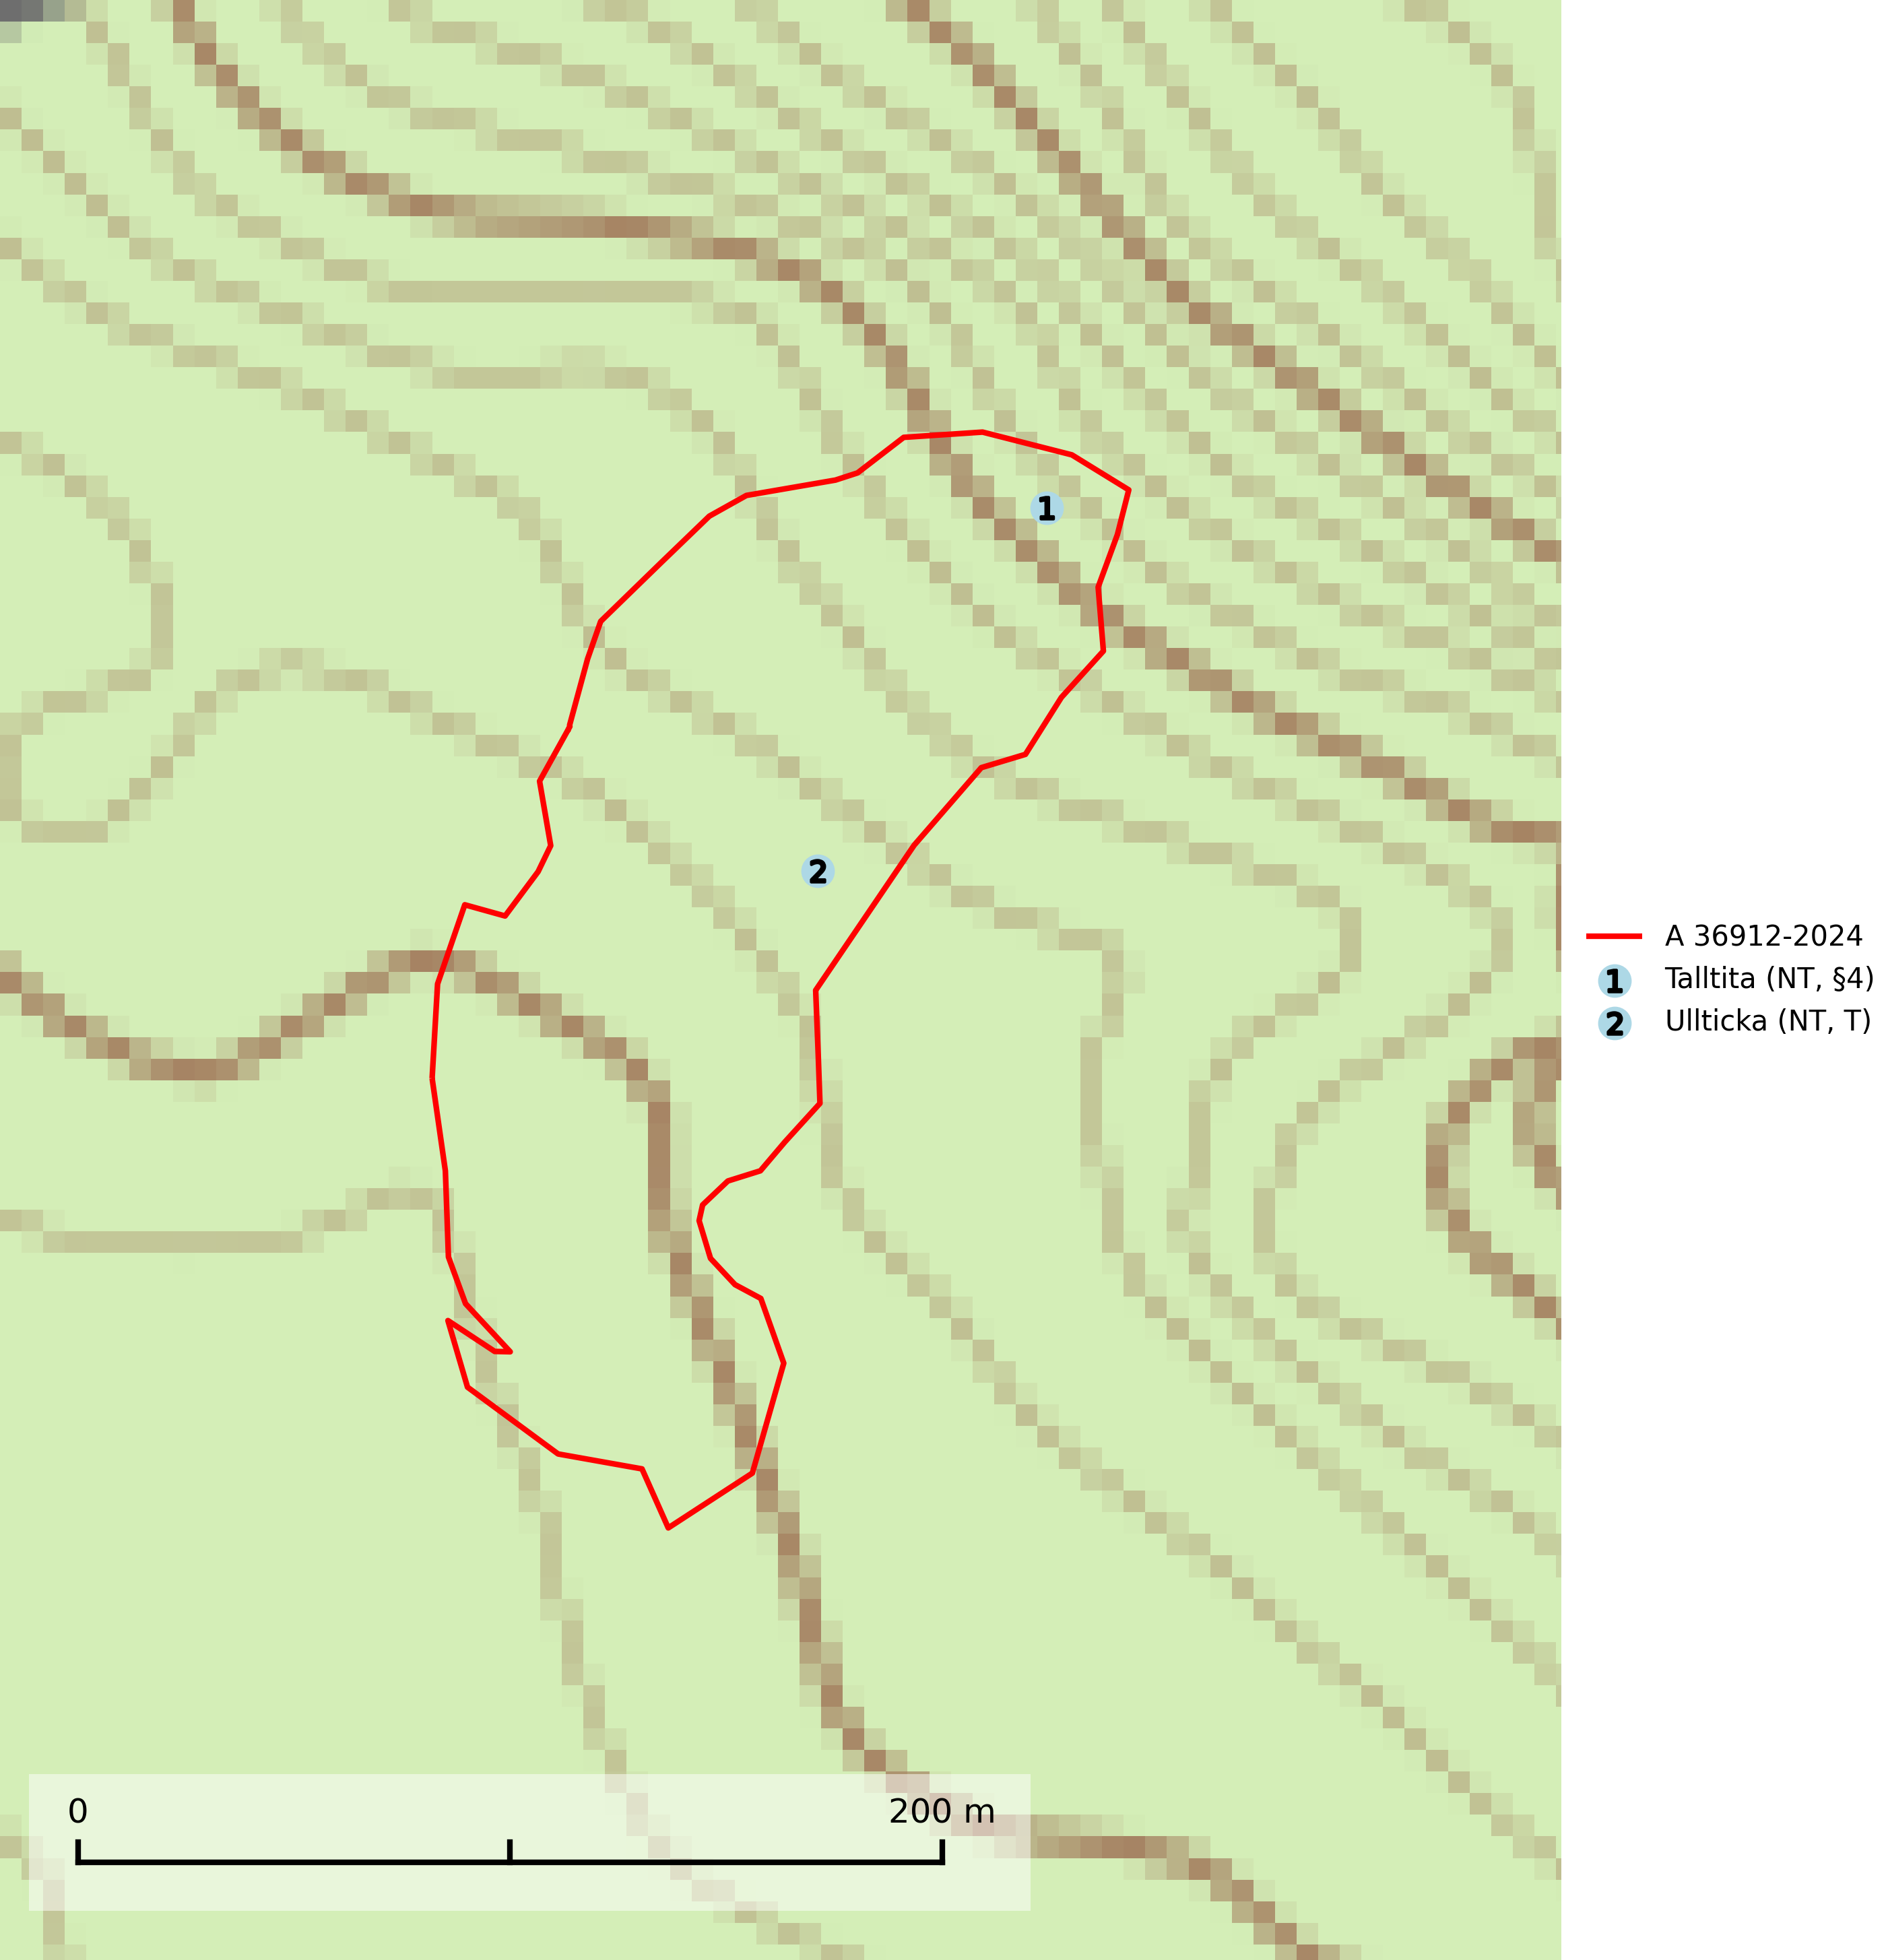 1
2
A 36912-2024
1 Talltita (NT, §4)
2 Ullticka (NT, T)
0 200 m